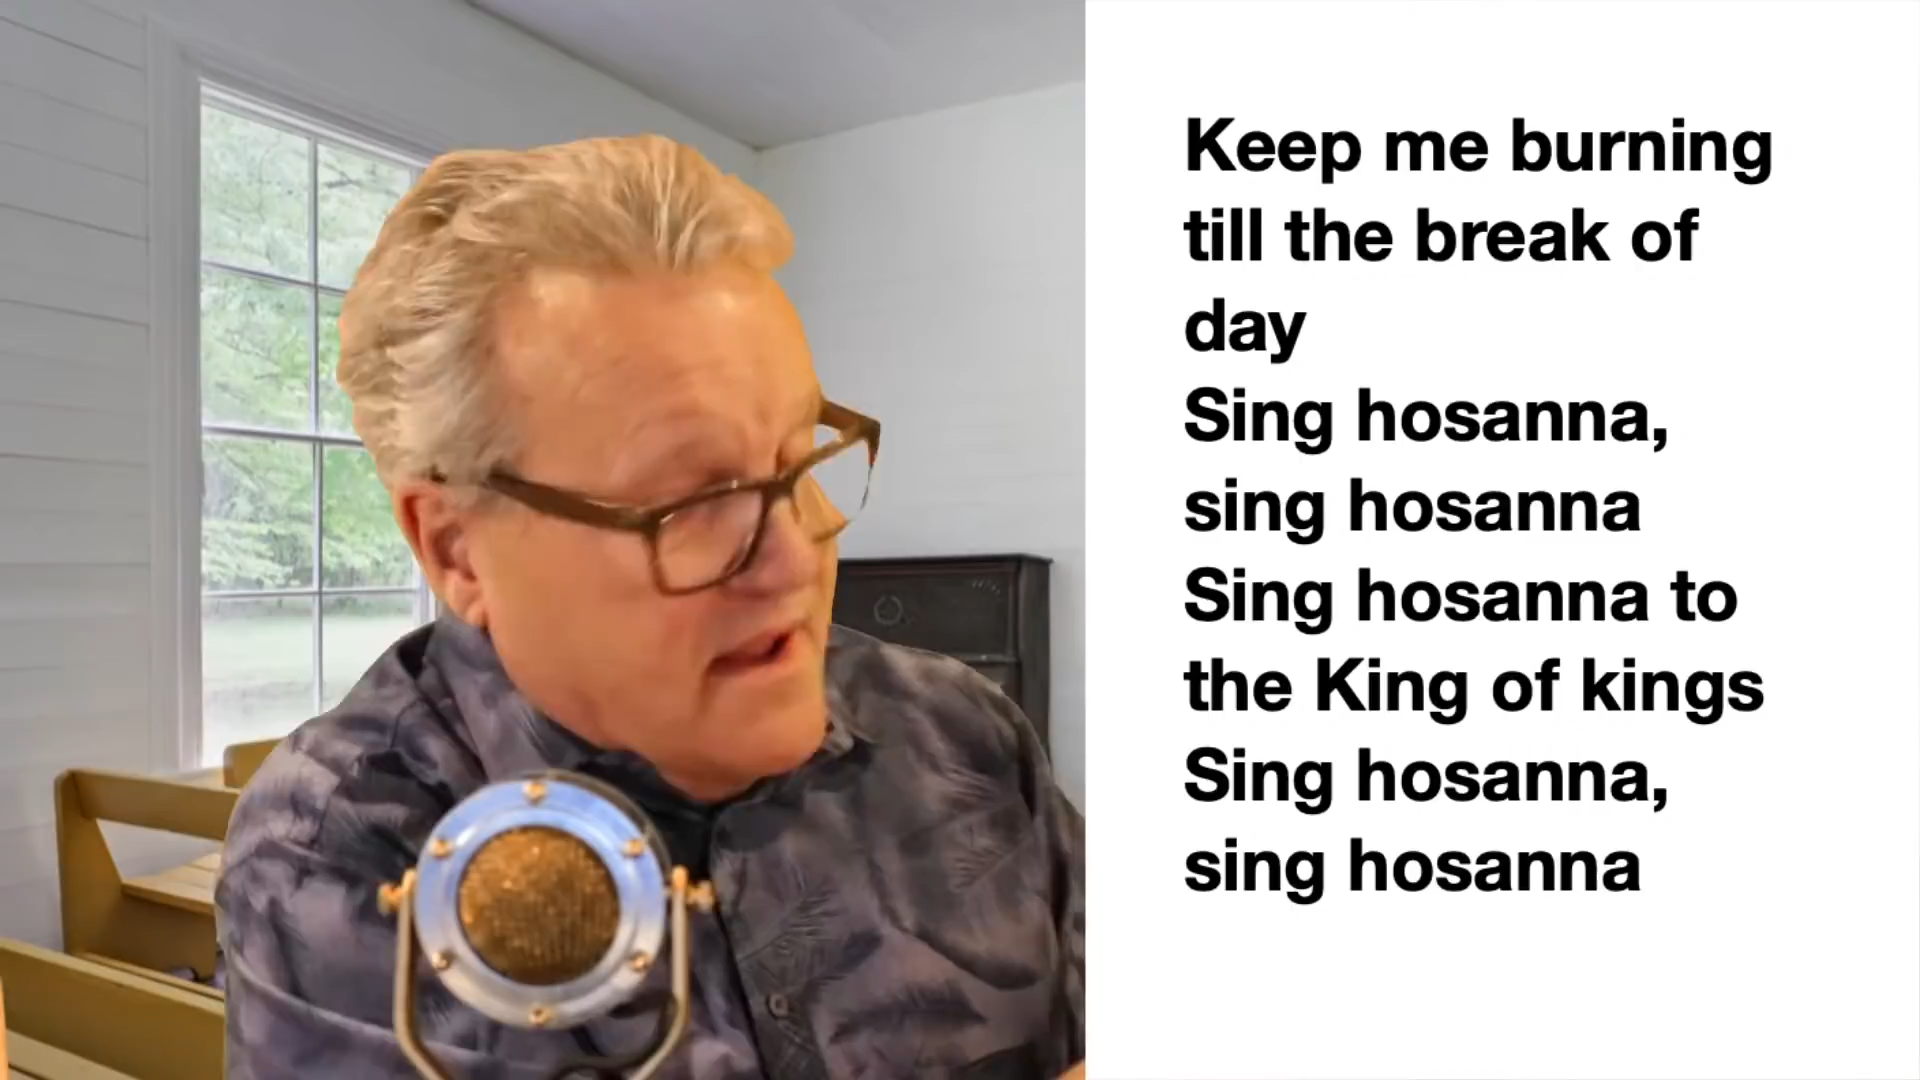 Keep me burning
till the break of
day
Sing hosanna,
sing hosanna
Sing hosanna to
the King of kings
Sing hosanna,
sing hosanna